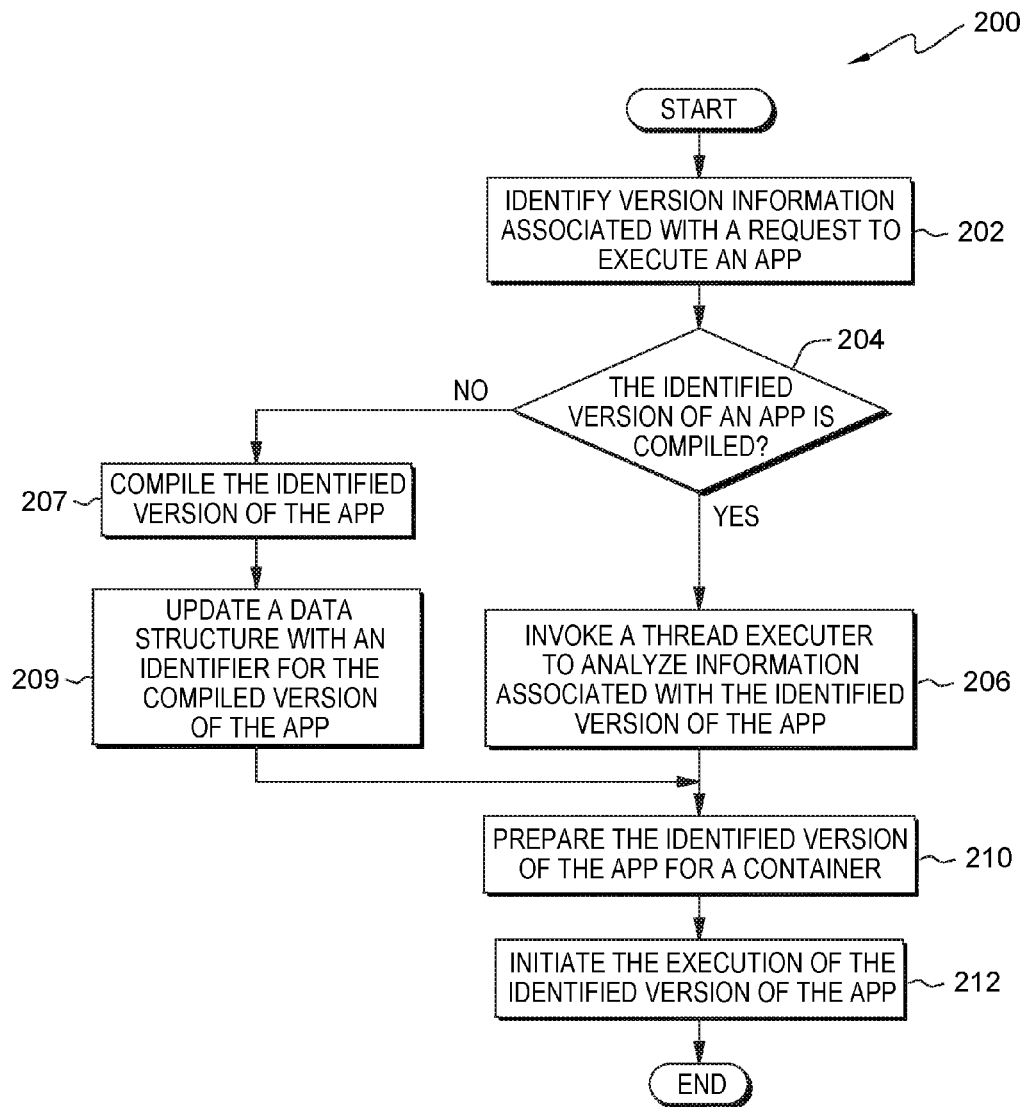 200
START
IDENTIFY VERSION INFORMATION
ASSOCIATED WITH A REQUEST TO
EXECUTE AN APP
202
204
THE IDENTIFIED
VERSION OF AN APP IS
COMPILED?
NO
YES
207
COMPILE THE IDENTIFIED
VERSION OF THE APP
209
UPDATE A DATA
STRUCTURE WITH AN
IDENTIFIER FOR THE
COMPILED VERSION
OF THE APP
INVOKE A THREAD EXECUTER
TO ANALYZE INFORMATION
ASSOCIATED WITH THE IDENTIFIED
VERSION OF THE APP
206
PREPARE THE IDENTIFIED VERSION
OF THE APP FOR A CONTAINER
210
INITIATE THE EXECUTION OF THE
IDENTIFIED VERSION OF THE APP
212
END